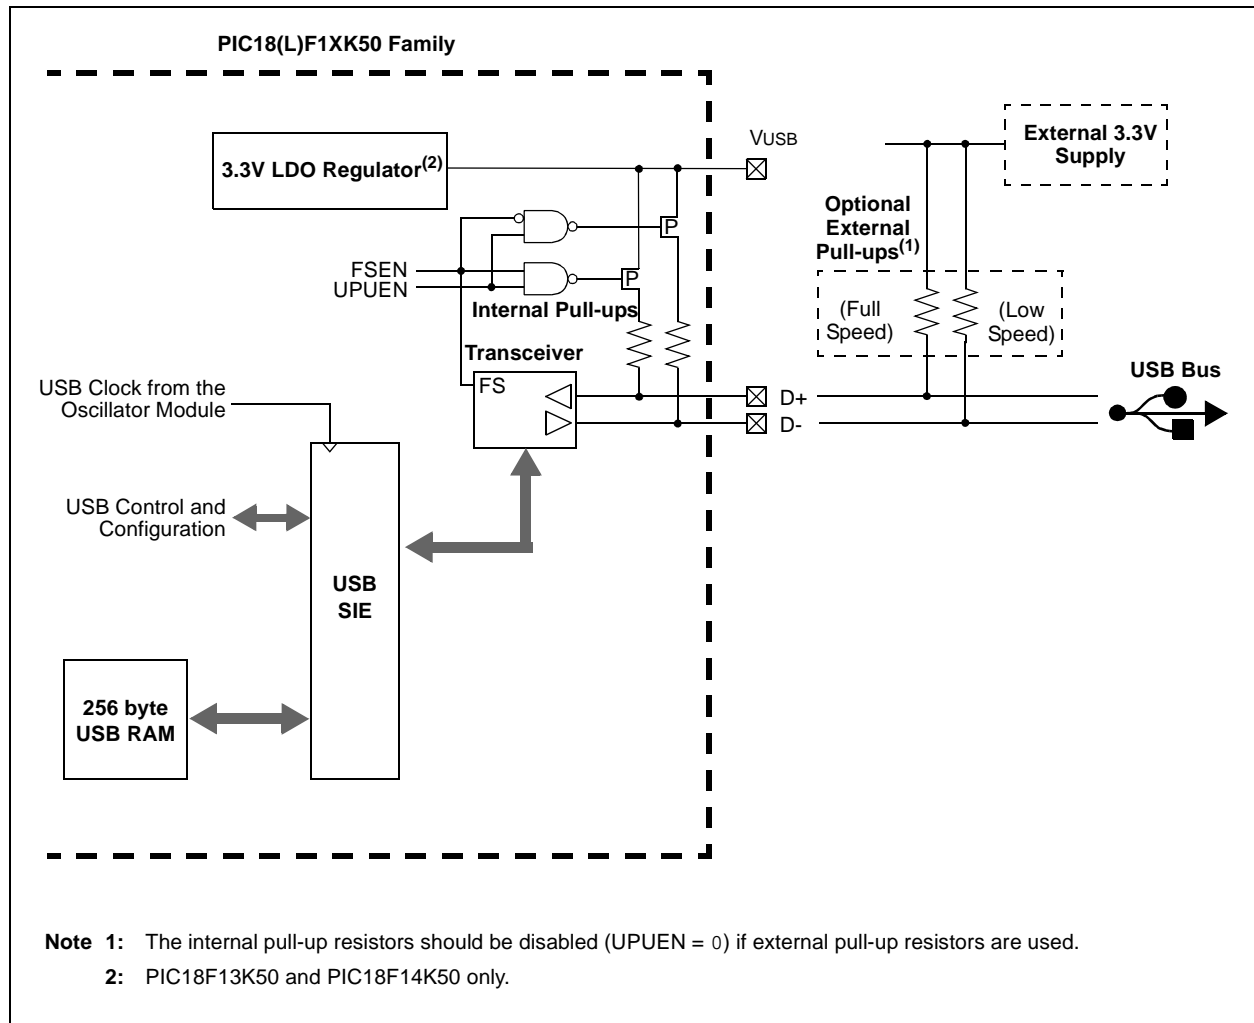 PIC18(L)F1XK50 Family
3.3V LDO Regulator(2)
VUSB
External 3.3V
Supply
Optional
External
Pull-ups(1)
P
P
FSEN
UPUEN
Internal Pull-ups
(Full
Speed)
(Low
Speed)
Transceiver
FS
USB Clock from the
Oscillator Module
D+
D-
USB Bus
USB Control and
Configuration
USB
SIE
256 byte
USB RAM
Note 1: The internal pull-up resistors should be disabled (UPUEN = 0) if external pull-up resistors are used.
2: PIC18F13K50 and PIC18F14K50 only.